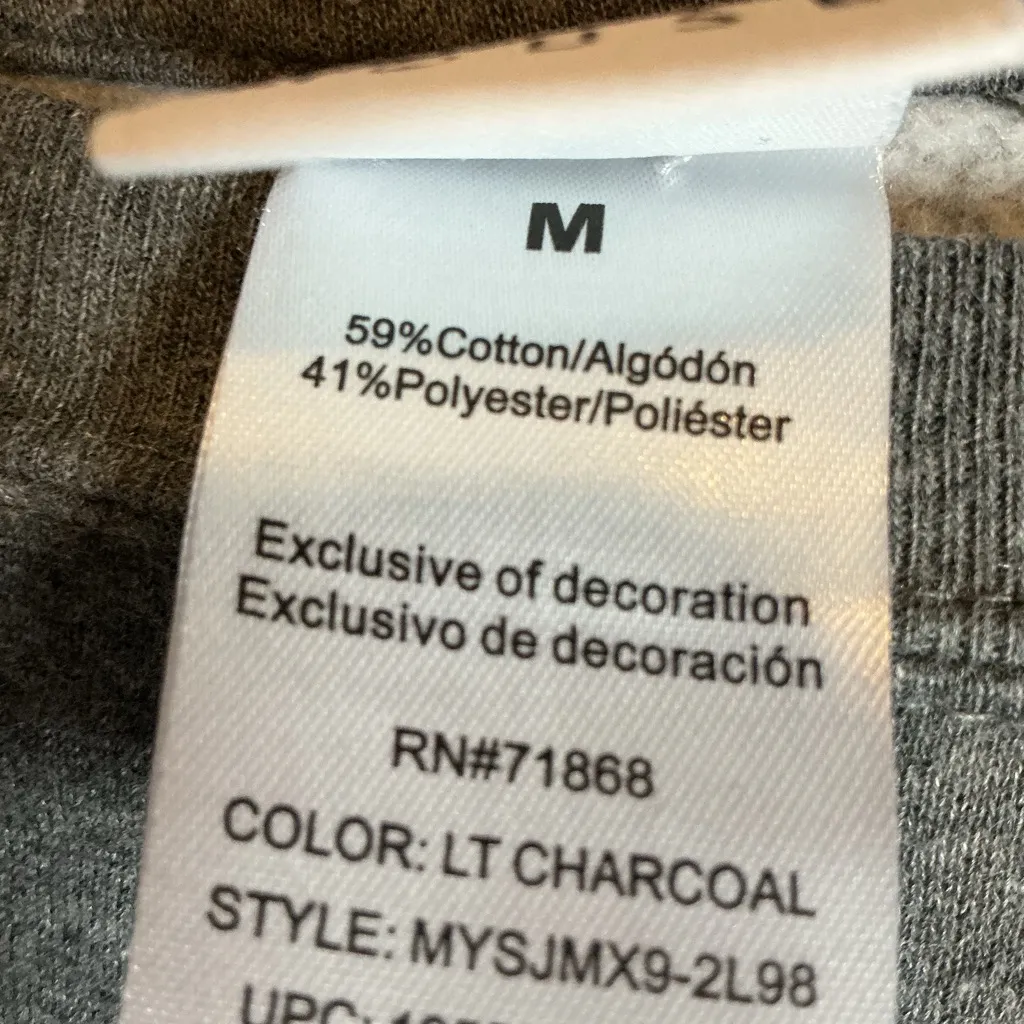 M
59%Cotton/Algódón
41%Polyester/Poliéster
Exclusive of decoration
Exclusivo de decoración
RN#71868
COLOR: LT CHARCOAL
STYLE: MYSJMX9-2L98
UPC: